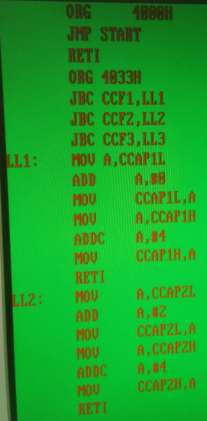 ORG 4000H
JMP START
RETI
ORG 4033H
JBC CCF1,LL1
JBC CCF2,LL2
JBC CCF3,LL3
LL1: MOV A,CCAP1L
ADD A,#0
MOV CCAP1L,A
MOV A,CCAP1H
ADDC A,#4
MOV CCAP1H,A
RETI
LL2: MOV A,CCAP2L
ADD A,#2
MOV CCAP2L,A
MOV A,CCAP2H
ADDC A,#4
MOV CCAP2H,A
RETI